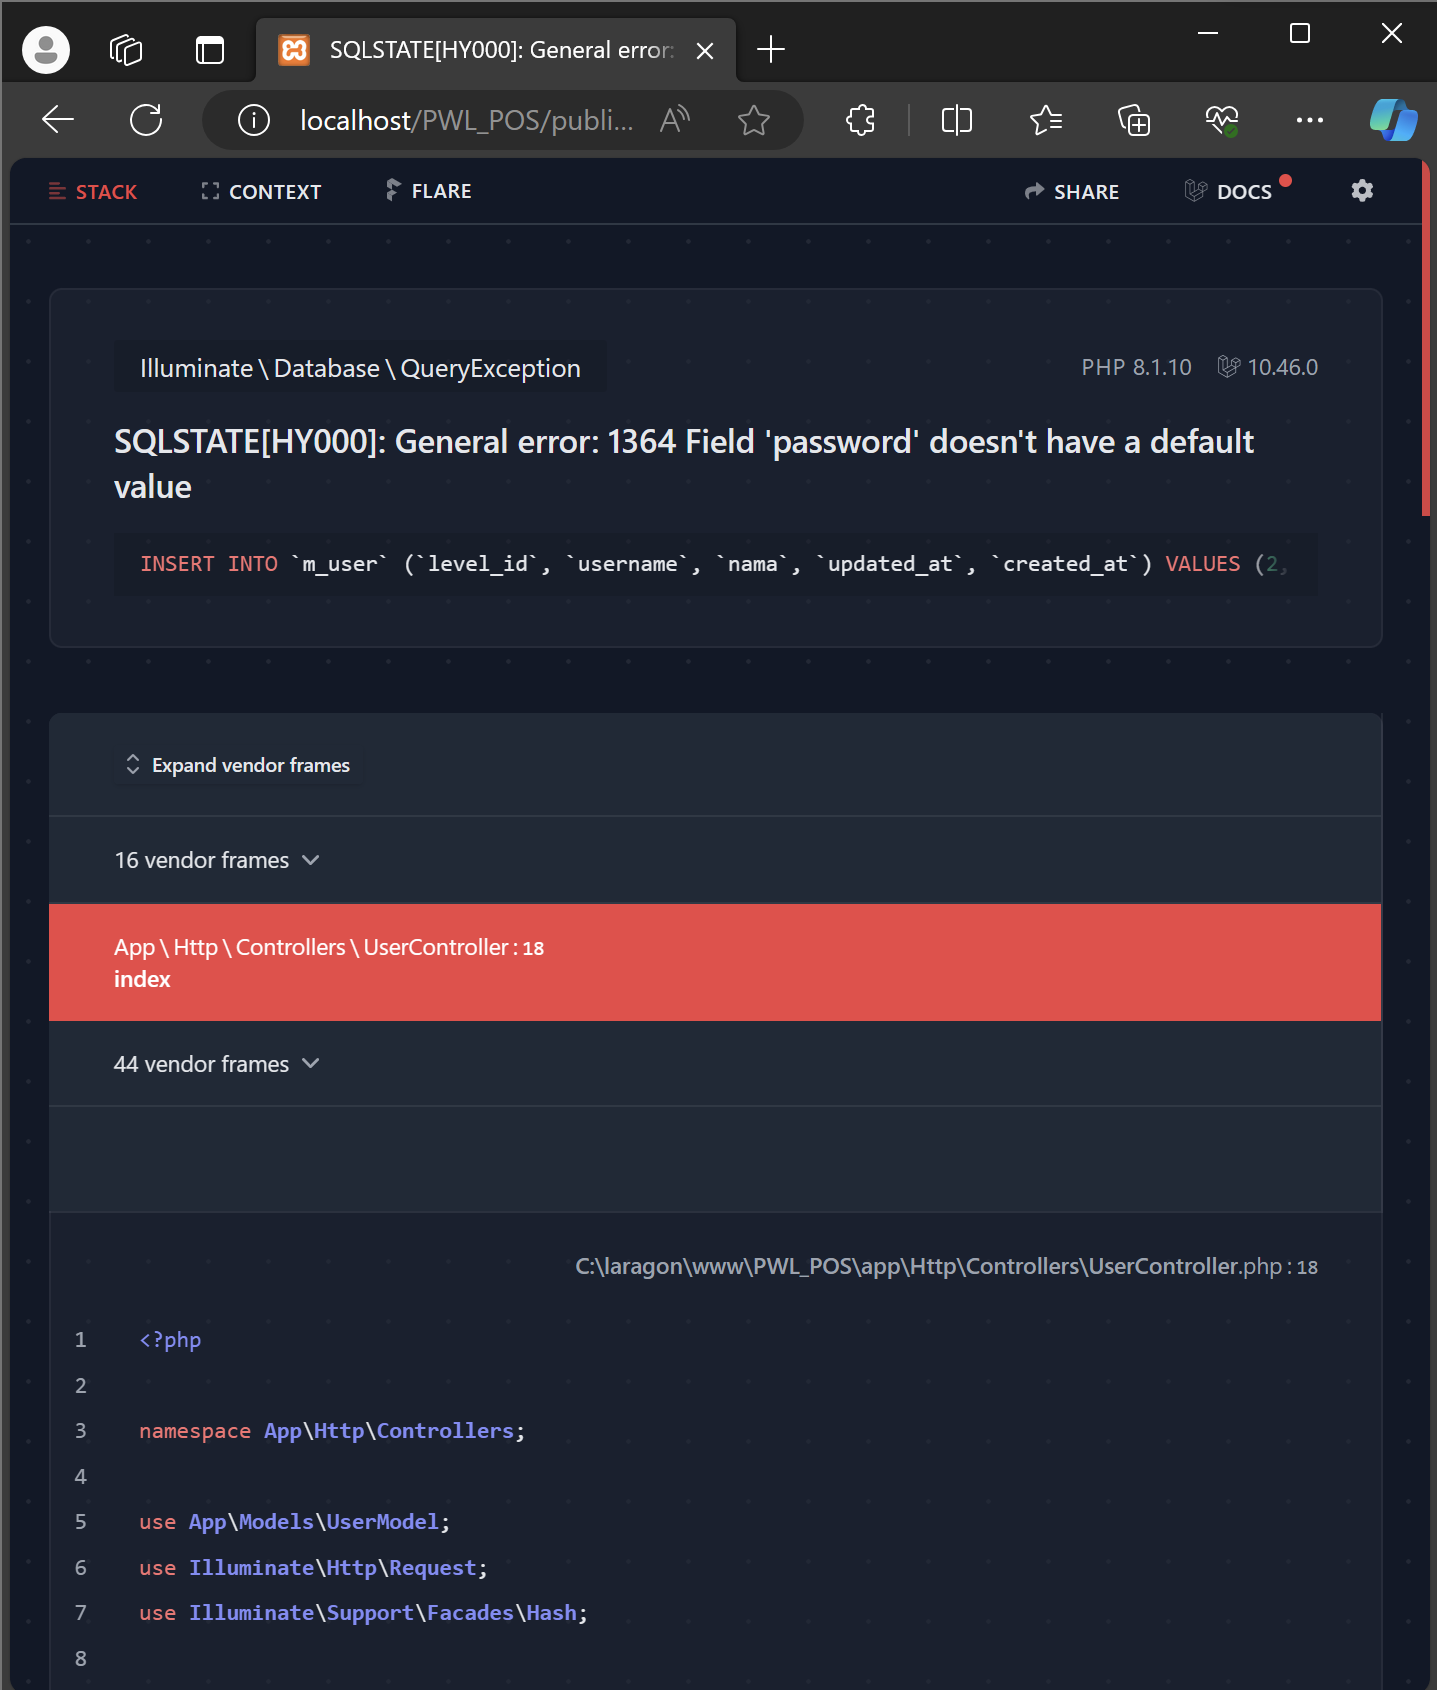 SQLSTATE[HY000]: General error:
localhost/PWL_POS/publi...
STACK
CONTEXT
FLARE
SHARE
DOCS
Illuminate\Database\QueryException
PHP 8.1.10
10.46.0
SQLSTATE[HY000]: General error: 1364 Field 'password' doesn't have a default
value
INSERT INTO `m_user` (`level_id`, `username`, `nama`, `updated_at`, `created_at`) VALUES (2,
Expand vendor frames
16 vendor frames
App\Http\Controllers\UserController:18
index
44 vendor frames
C:\laragon\www\PWL_POS\app\Http\Controllers\UserController.php:18
1 <?php
2
3 namespace App\Http\Controllers;
4
5 use App\Models\UserModel;
6 use Illuminate\Http\Request;
7 use Illuminate\Support\Facades\Hash;
8